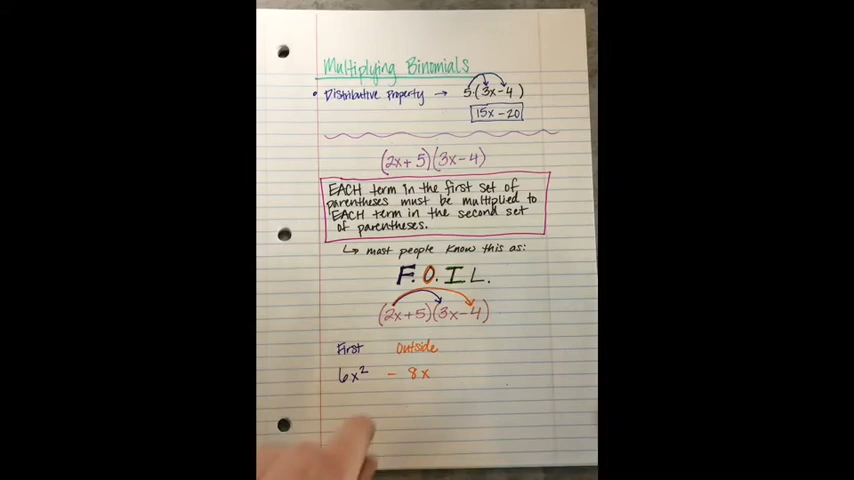 Multiplying Binomials
• Distributive Property → 5·(3x-4)
15x-20
(2x+5)(3x-4)
EACH term in the first set of
parentheses must be multiplied to
EACH term in the second set
of parentheses.
↳ most people know this as:
F.O.I.L.
(2x+5)(3x-4)
First Outside
6x² - 8x